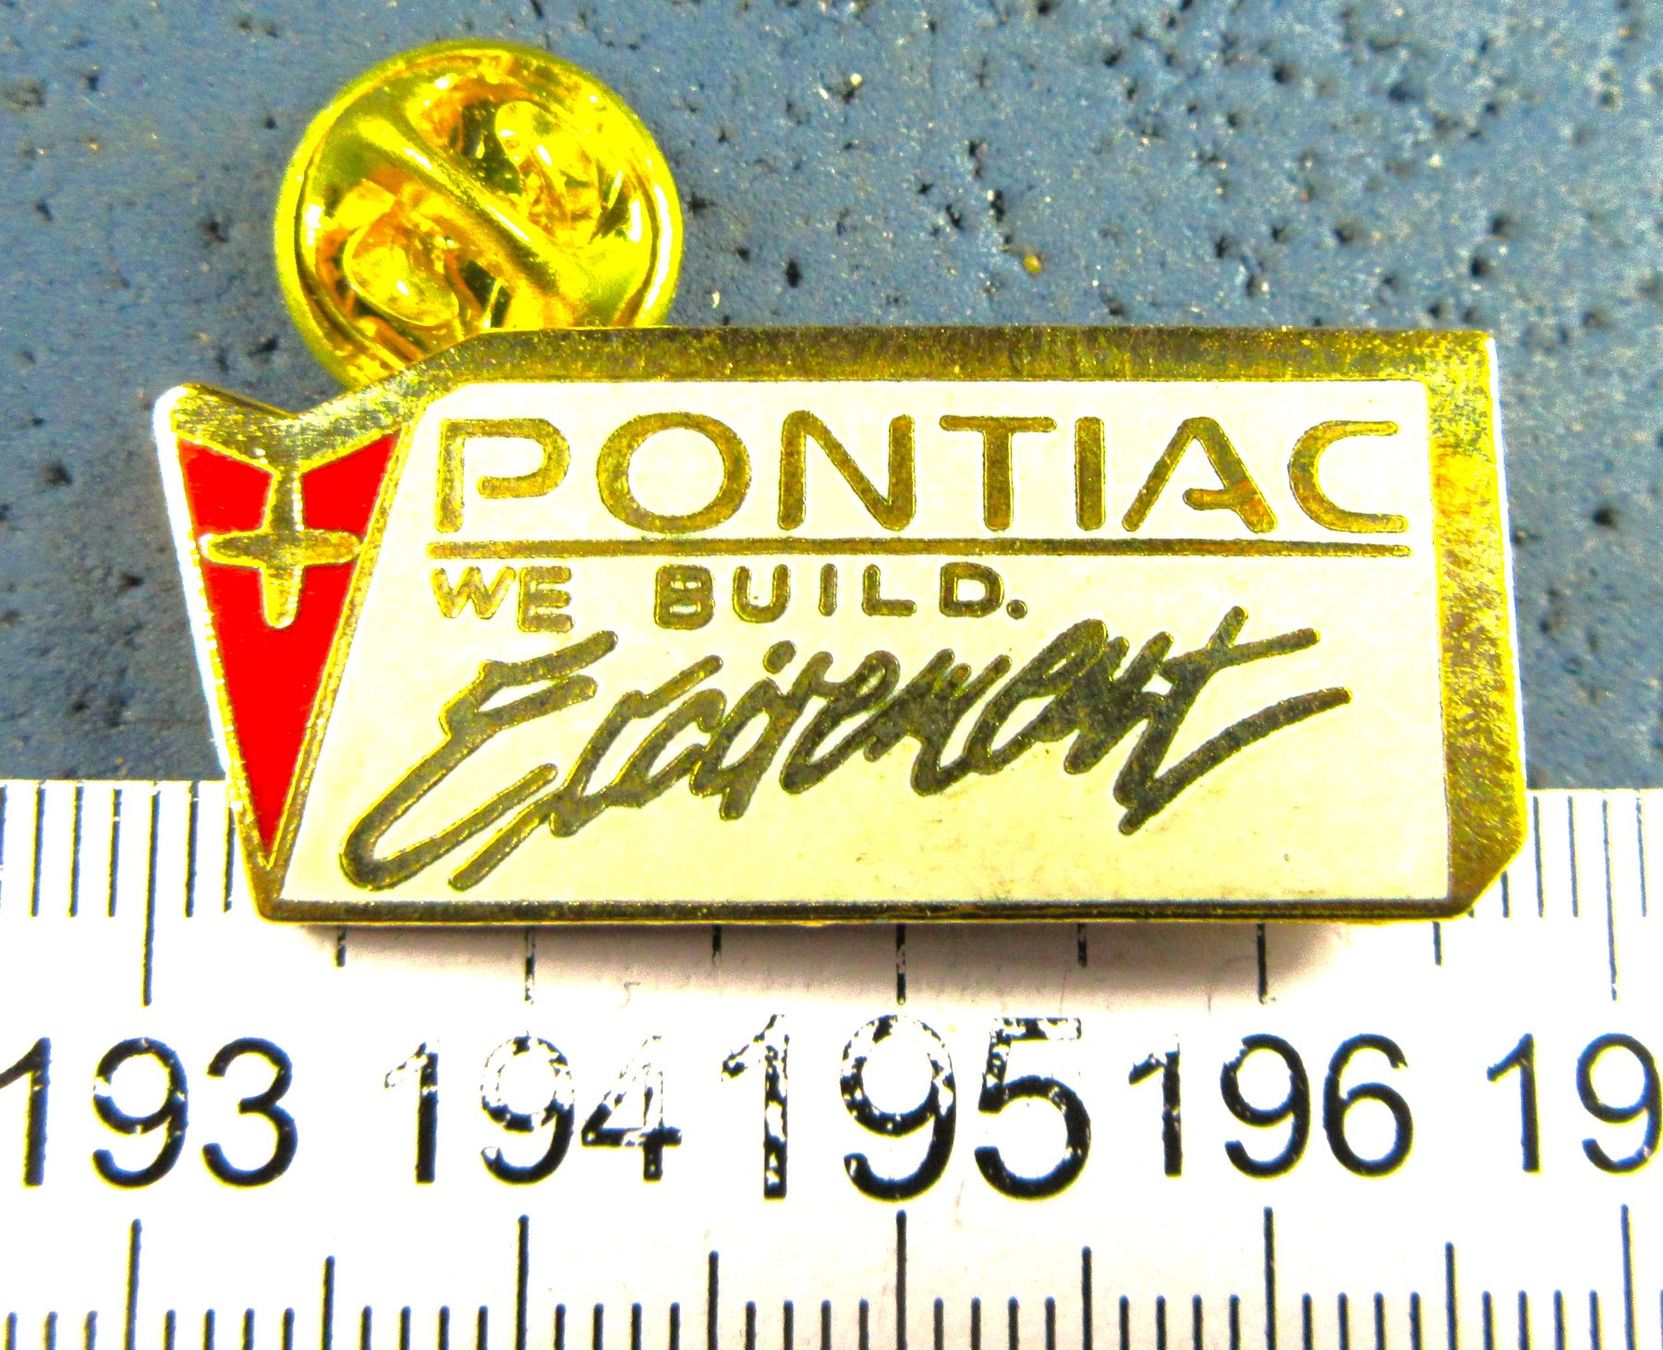 PONTIAC
WE BUILD.
Excitement
193 194 195 196 19